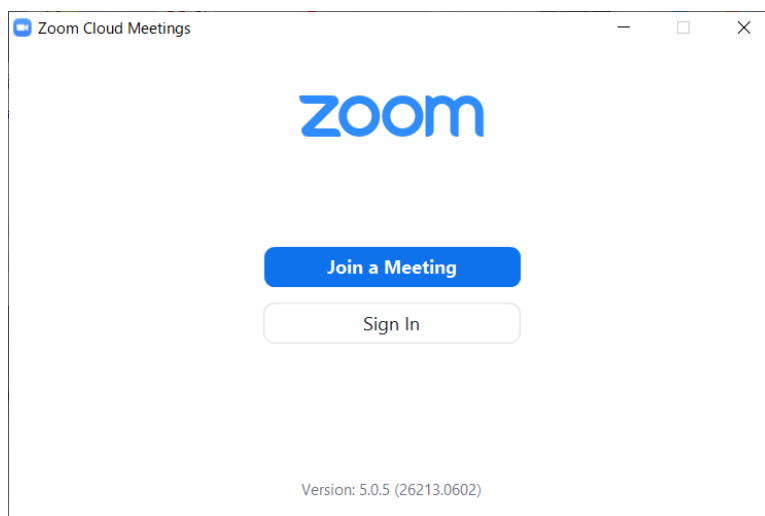 Zoom Cloud Meetings
zoom
Join a Meeting
Sign In
Version: 5.0.5 (26213.0602)